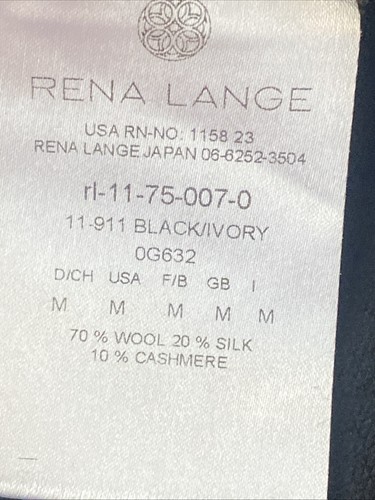 RENA LANGE
USA RN-NO: 1158 23
RENA LANGE JAPAN 06-6252-3504
rl-11-75-007-0
11-911 BLACK/IVORY
0G632
D/CH USA F/B GB I
M M M M M
70 % WOOL 20 % SILK
10 % CASHMERE